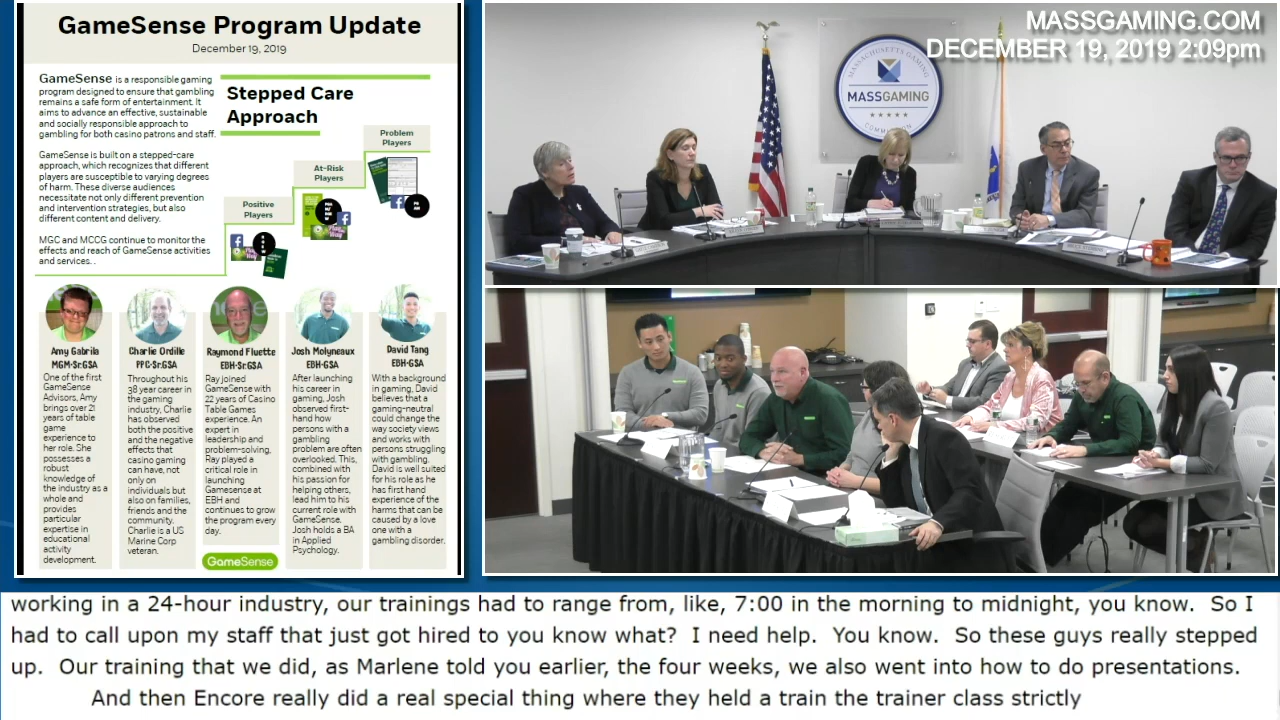 GameSense Program Update
December 19, 2019
GameSense is a responsible gaming
program designed to ensure that gambling
remains a safe form of entertainment. It
aims to advance an effective, sustainable
and socially responsible approach to
gambling for both casino patrons and staff.
GameSense is built on a stepped-care
approach, which recognizes that different
players are susceptible to varying degrees
of harm. These diverse audiences
necessitate not only different prevention
and intervention strategies, but also
different content and delivery.
MGC and MCCG continue to monitor the
effects and reach of GameSense activities
and services. .
Stepped Care
Approach
Problem
Players
At-Risk
Players
Positive
Players
Amy Gabrila
MGM-Sr.GSA
One of the first
GameSense
Advisors, Amy
brings over 21
years of table
game
experience to
her role. She
possesses a
robust
knowledge of
the industry as a
whole and
provides
particular
expertise in
educational
activity
development.
Charlie Ordille
PPC-Sr.GSA
Throughout his
38 year career in
the gaming
industry, Charlie
has observed
both the positive
and the negative
effects that
casino gaming
can have, not
only on
individuals but
also on families,
friends and the
community.
Charlie is a US
Marine Corp
veteran.
Raymond Fluette
EBH-Sr.GSA
Ray joined
GameSense with
22 years of Casino
Table Games
experience. An
expert in
leadership and
problem-solving,
Ray played a
critical role in
launching
Gamesense at
EBH and
continues to grow
the program every
day.
GameSense
Josh Molyneaux
EBH-GSA
After launching
his career in
gaming, Josh
observed first-
hand how
persons with a
gambling
problem are often
overlooked. This,
combined with
his passion for
helping others,
lead him to his
current role with
GameSense.
Josh holds a BA
in Applied
Psychology.
David Tang
EBH-GSA
With a background
in gaming, David
believes that a
gaming-neutral
could change the
way society views
and works with
persons struggling
with gambling.
David is well suited
for his role as he
has first hand
experience of the
harms that can be
caused by a love
one with a
gambling disorder.
MASSGAMING.COM
DECEMBER 19, 2019 2:09pm
MASSACHUSETTS GAMING
MASSGAMING
COMMISSION
working in a 24-hour industry, our trainings had to range from, like, 7:00 in the morning to midnight, you know. So I
had to call upon my staff that just got hired to you know what? I need help. You know. So these guys really stepped
up. Our training that we did, as Marlene told you earlier, the four weeks, we also went into how to do presentations.
And then Encore really did a real special thing where they held a train the trainer class strictly